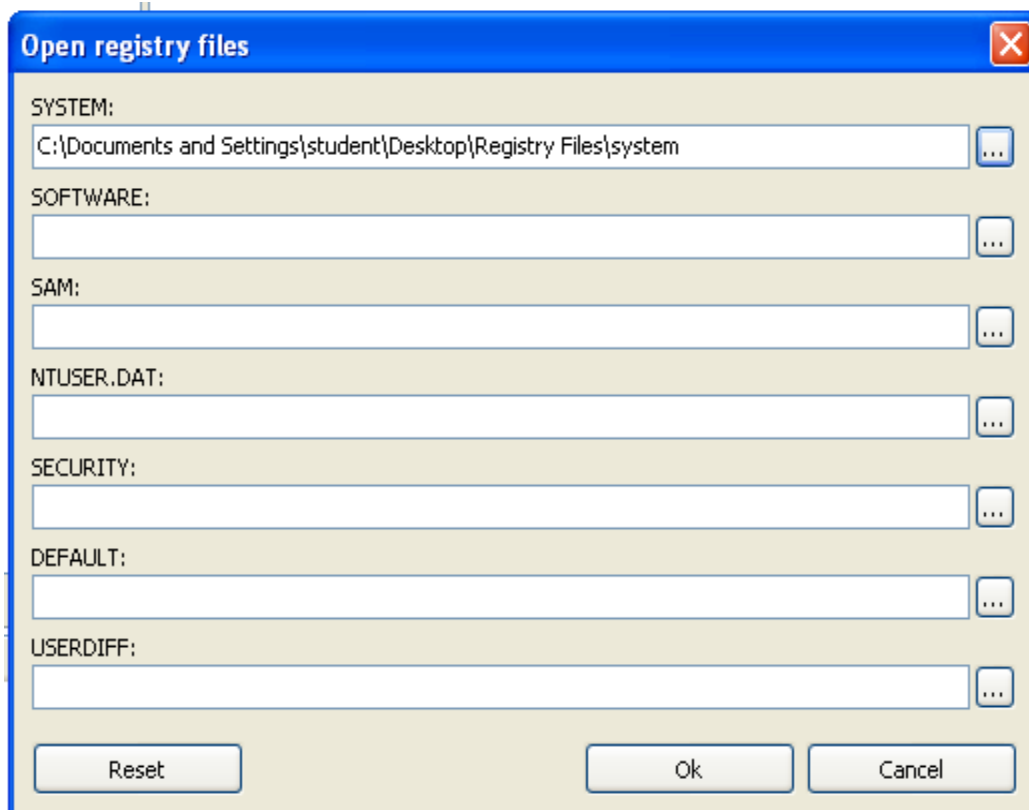 Open registry files
SYSTEM:
C:\Documents and Settings\student\Desktop\Registry Files\system
...
SOFTWARE:
...
SAM:
...
NTUSER.DAT:
...
SECURITY:
...
DEFAULT:
...
USERDIFF:
...
Reset Ok Cancel